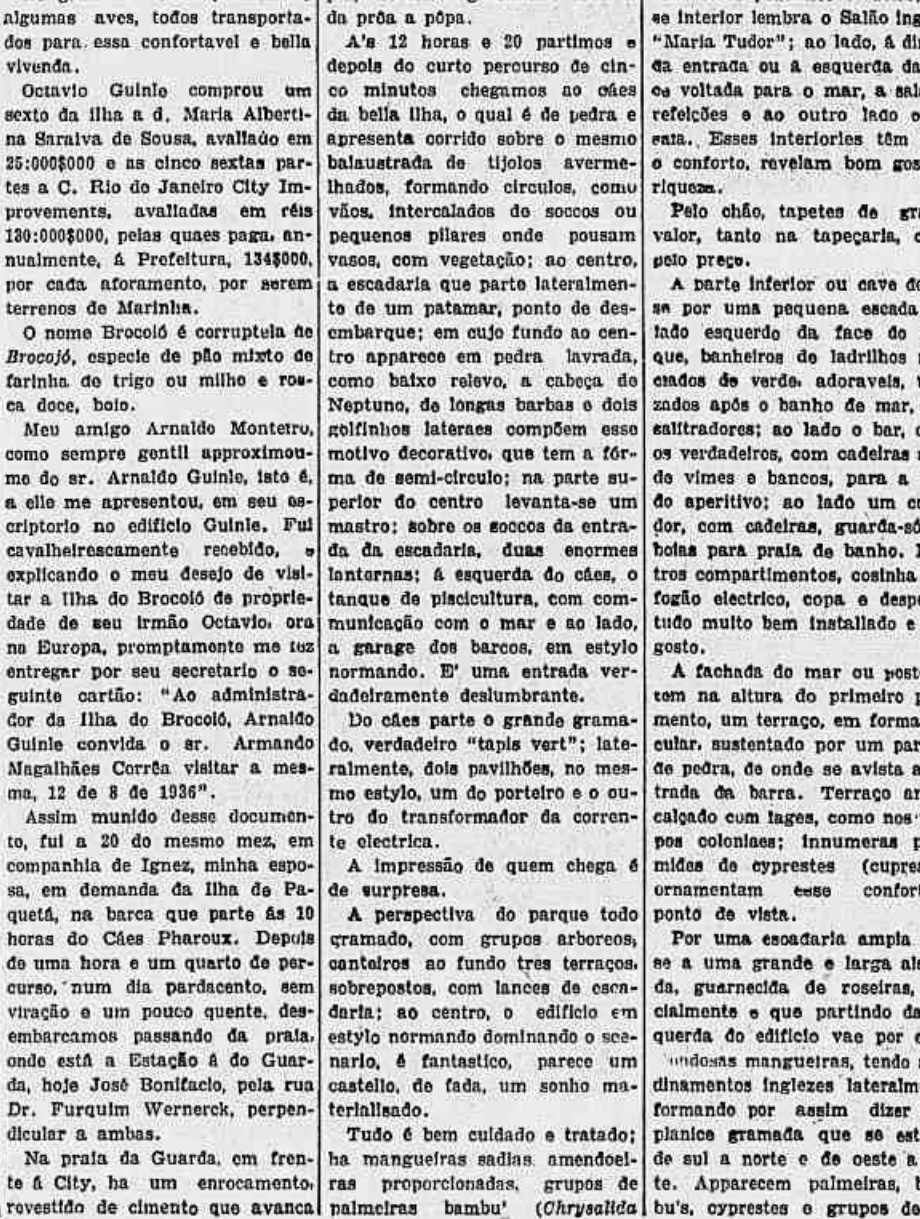 algumas aves, todos transporta-
dos para essa confortavel e bella
vivenda.
Octavio Guinle comprou um
sexto da ilha a d. Maria Alberti-
na Saraiva de Sousa, avaliado em
25:000$000 e as cinco sextas par-
tes a C. Rio de Janeiro City Im-
provements, avaliadas em réis
130:000$000, pelas quaes paga, an-
nualmente, á Prefeitura, 134$000,
por cada aforamento, por serem
terrenos de Marinha.
O nome Brocoió é corruptela de
Brocojó, especie de pão mixto de
farinha de trigo ou milho e ros-
ca doce, bolo.
Meu amigo Arnaldo Monteiro,
como sempre gentil approximou-
me do sr. Arnaldo Guinle, isto é,
a elle me apresentou, em seu es-
criptorio no edificio Guinle. Fui
cavalheirescamente recebido, e
explicando o meu desejo de visi-
tar a Ilha do Brocoió de proprie-
dade de seu irmão Octavio, ora
na Europa, promptamente me fez
entregar por seu secretario o se-
guinte cartão: "Ao administra-
dor da Ilha do Brocoió, Arnaldo
Guinle convida o sr. Armando
Magalhães Corrêa visitar a mes-
ma, 12 de 8 de 1936".
Assim munido desse documen-
to, fui a 20 do mesmo mez, em
companhia de Ignez, minha espo-
sa, em demanda da Ilha de Pa-
quetá, na barca que parte ás 10
horas do Cáes Pharoux. Depois
de uma hora e um quarto de per-
curso, num dia pardacento, sem
viração e um pouco quente, des-
embarcamos passando da praia,
onde está a Estação á do Guar-
da, hoje José Bonifacio, pela rua
Dr. Furquim Wernerck, perpen-
dicular a ambas.
Na praia da Guarda, em fren-
te á City, ha um enrocamento,
revestido de cimento que avança
da prôa a pôpa.
A's 12 horas e 20 partimos e
depois do curto percurso de cin-
co minutos chegamos ao cáes
da bella ilha, o qual é de pedra e
apresenta corrido sobre o mesmo
balaustrada de tijolos averme-
lhados, formando circulos, como
vãos, intercalados de soccos ou
pequenos pilares onde pousam
vasos, com vegetação; ao centro,
a escadaria que parte lateralmen-
te de um patamar, ponto de des-
embarque; em cujo fundo ao cen-
tro apparece em pedra lavrada,
como baixo relevo, a cabeça de
Neptuno, de longas barbas e dois
golfinhos lateraes compõem esse
motivo decorativo, que tem a fór-
ma de semi-circulo; na parte su-
perior do centro levanta-se um
mastro; sobre os soccos da entra-
da da escadaria, duas enormes
lanternas; á esquerda do cáes, o
tanque de piscicultura, com com-
municação com o mar e ao lado,
a garage dos barcos, em estylo
normando. E' uma entrada ver-
dadeiramente deslumbrante.
Do cáes parte o grande grama-
do, verdadeiro "tapis vert"; late-
ralmente, dois pavilhões, no mes-
mo estylo, um do porteiro e o ou-
tro do transformador da corren-
te electrica.
A impressão de quem chega é
de surpresa.
A perspectiva do parque todo
gramado, com grupos arboreos,
canteiros ao fundo tres terraços,
sobrepostos, com lances de esca-
daria; ao centro, o edificio em
estylo normando dominando o sce-
nario, é fantastico, parece um
castello, de fada, um sonho ma-
terialisado.
Tudo é bem cuidado e tratado;
ha mangueiras sadias, amendoei-
ras proporcionadas, grupos de
palmeiras bambu' (Chrysalida
se interior lembra o Salão
"Maria Tudor"; ao lado, á
da entrada ou á esquerda da
voltada para o mar, a
refeições e ao outro lado
Esses interiores têm
o conforto, revelam bom
riqueza.
Pelo chão, tapetes de
valor, tanto na tapeçaria,
pelo preço.
A parte inferior ou cave
se por uma pequena
lado esquerdo da face do
que, banheiros de ladrilhos
de verde, adoraveis,
após o banho de mar,
ao lado o bar,
os verdadeiros, com cadeiras
de vimes e bancos, para a
do aperitivo; ao lado um
dor, com cadeiras,
boias para praia de banho.
tros compartimentos, cosinha
fogão electrico, copa e
tudo muito bem installado e
gosto.
A fachada do mar ou
tem na altura do primeiro
mento, um terraço, em
cular, sustentado por um
de pedra, de onde se avista
trada da barra. Terraço
calçado com lages, como nos
pos coloniaes; innumeras
midas de cyprestes
ornamentam esse
ponto de vista.
Por uma escadaria ampla
se a uma grande e larga
da, guarnecida de roseiras,
cialmente e que partindo da
querda do edificio vae por
mangueiras, tendo
dinamentos inglezes
formando por assim dizer
planice gramada que se
de sul a norte e de oeste a
te. Apparecem palmeiras,
bu's, cyprestes e grupos